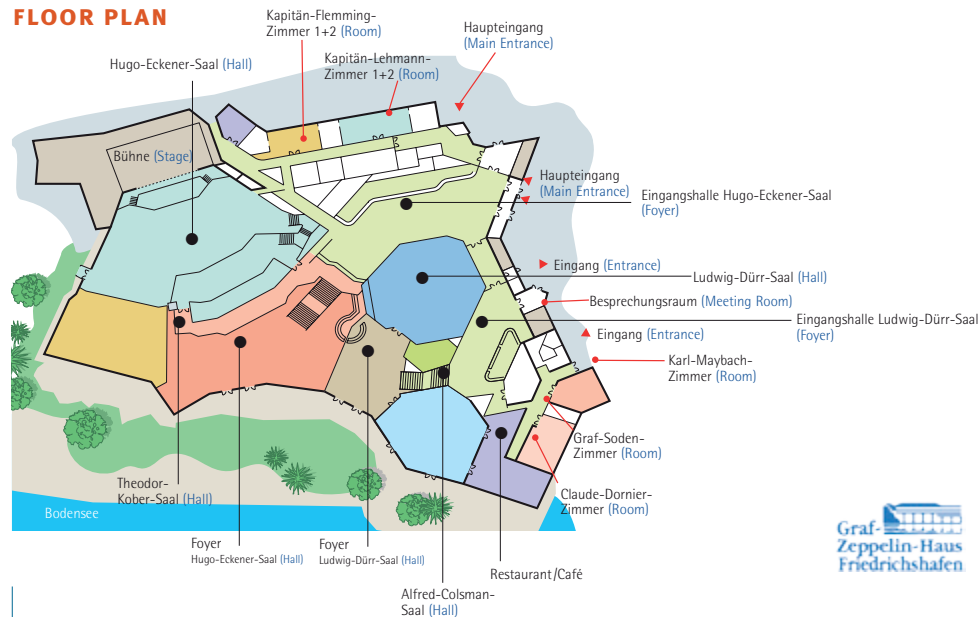 FLOOR PLAN
Kapitän-Flemming-
Zimmer 1+2 (Room)
Haupteingang
(Main Entrance)
Hugo-Eckener-Saal (Hall)
Kapitän-Lehmann-
Zimmer 1+2 (Room)
Bühne (Stage)
Haupteingang
(Main Entrance)
Eingangshalle Hugo-Eckener-Saal
(Foyer)
Eingang (Entrance)
Ludwig-Dürr-Saal (Hall)
Besprechungsraum (Meeting Room)
Eingangshalle Ludwig-Dürr-Saal
(Foyer)
Eingang (Entrance)
Karl-Maybach-
Zimmer (Room)
Graf-Soden-
Zimmer (Room)
Theodor-
Kober-Saal (Hall)
Claude-Dornier-
Zimmer (Room)
Bodensee
Foyer
Hugo-Eckener-Saal (Hall)
Foyer
Ludwig-Dürr-Saal (Hall)
Restaurant/Café
Alfred-Colsman-
Saal (Hall)
Graf-
Zeppelin-Haus
Friedrichshafen